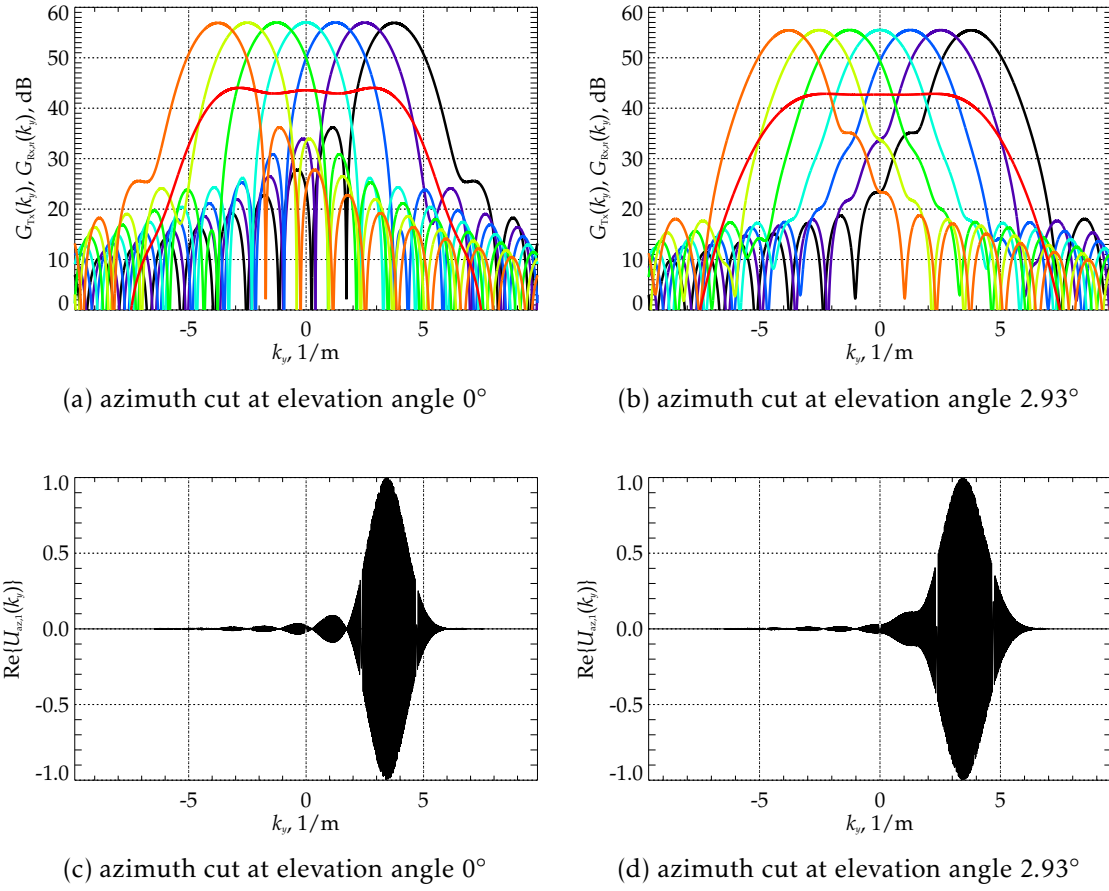 60
50
40
30
20
10
0
G_Tx(k_y), G_Rx,n(k_y), dB
-5 0 5
k_y, 1/m
(a) azimuth cut at elevation angle 0°
60
50
40
30
20
10
0
G_Tx(k_y), G_Rx,n(k_y), dB
-5 0 5
k_y, 1/m
(b) azimuth cut at elevation angle 2.93°
1.0
0.5
0.0
-0.5
-1.0
Re{U_az,1(k_y)}
-5 0 5
k_y, 1/m
(c) azimuth cut at elevation angle 0°
1.0
0.5
0.0
-0.5
-1.0
Re{U_az,1(k_y)}
-5 0 5
k_y, 1/m
(d) azimuth cut at elevation angle 2.93°